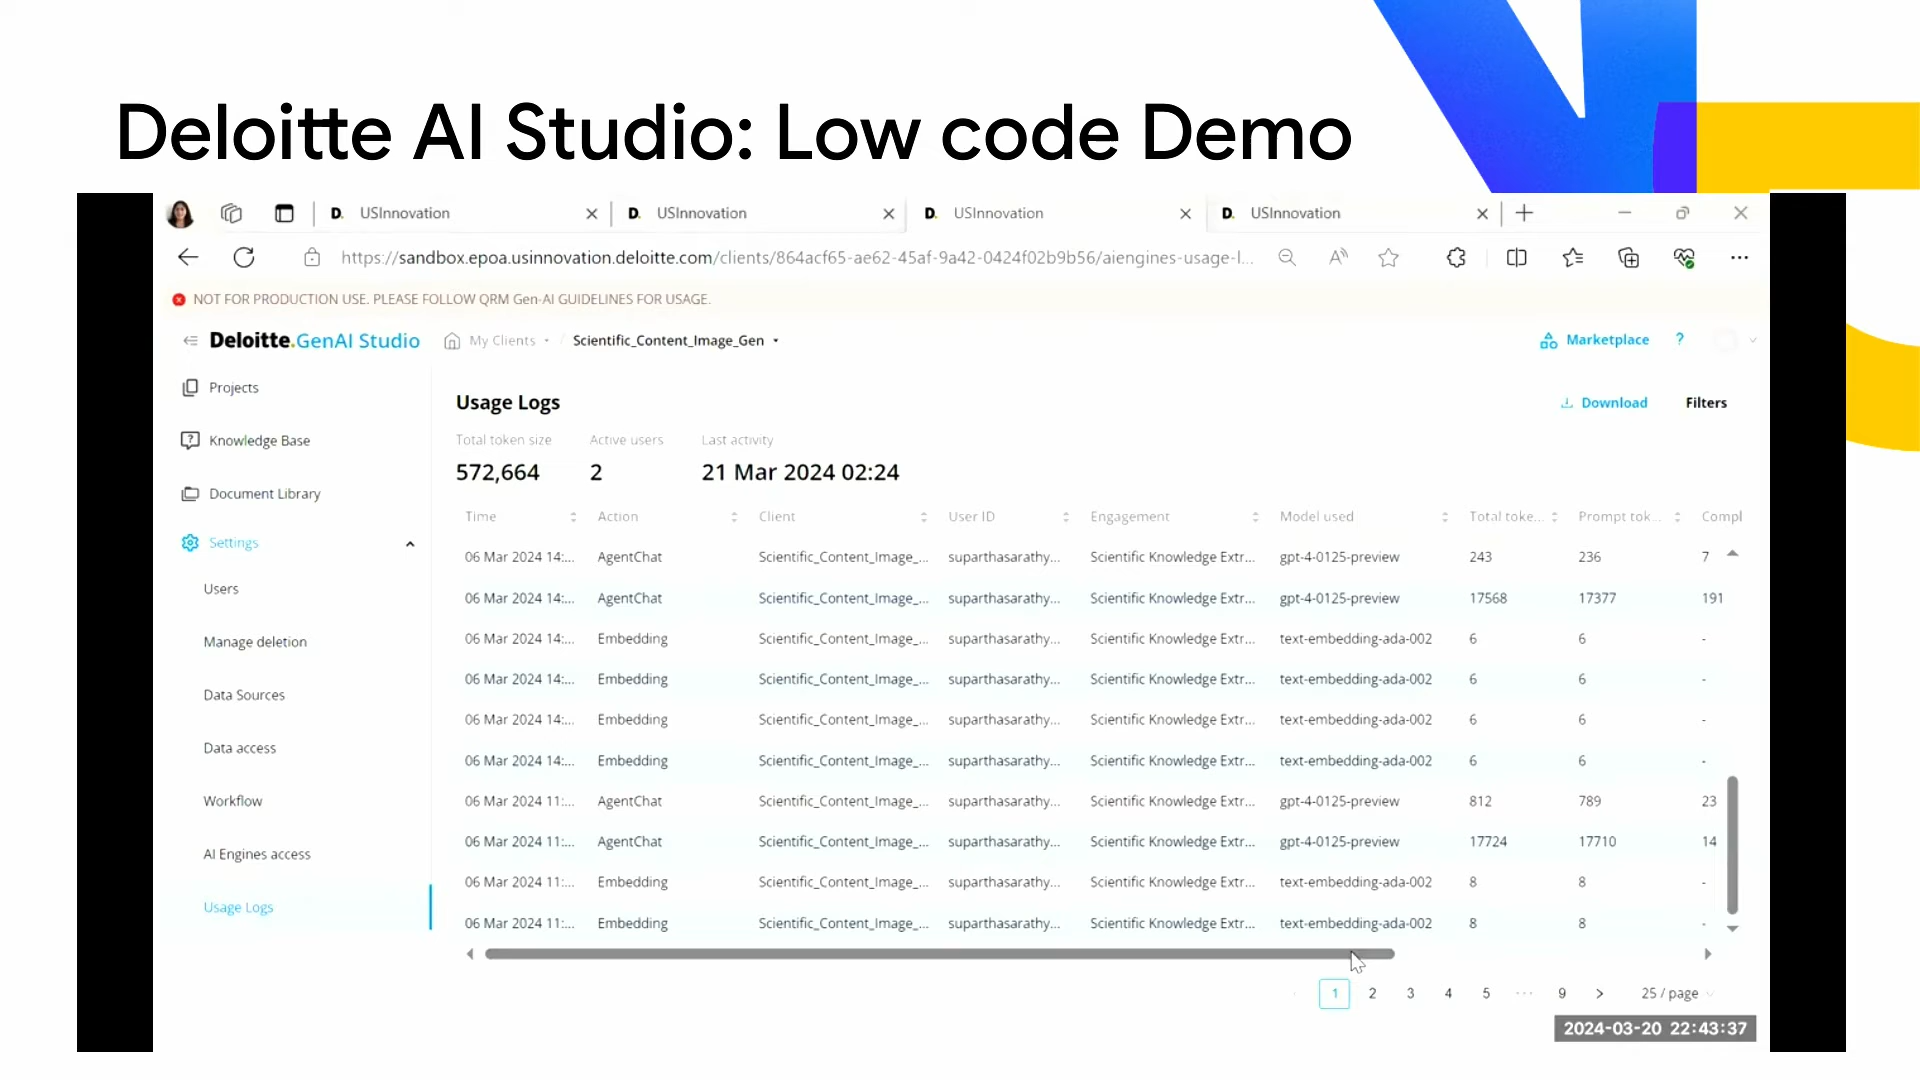 Deloitte AI Studio: Low code Demo
D. USInnovation
D. USInnovation
D. USInnovation
D. USInnovation
https://sandbox.epoa.usinnovation.deloitte.com/clients/864acf65-ae62-45af-9a42-0424f02b9b56/aiengines-usage-l...
NOT FOR PRODUCTION USE. PLEASE FOLLOW QRM Gen-AI GUIDELINES FOR USAGE.
Deloitte.GenAI Studio My Clients / Scientific_Content_Image_Gen Marketplace ?
Projects
Knowledge Base
Document Library
Settings
Users
Manage deletion
Data Sources
Data access
Workflow
AI Engines access
Usage Logs
Usage Logs Download Filters
Total token size Active users Last activity
572,664 2 21 Mar 2024 02:24
Time Action Client User ID Engagement Model used Total toke... Prompt tok... Compl
06 Mar 2024 14:... AgentChat Scientific_Content_Image_... suparthasarathy... Scientific Knowledge Extr... gpt-4-0125-preview 243 236 7
06 Mar 2024 14:... AgentChat Scientific_Content_Image_... suparthasarathy... Scientific Knowledge Extr... gpt-4-0125-preview 17568 17377 191
06 Mar 2024 14:... Embedding Scientific_Content_Image_... suparthasarathy... Scientific Knowledge Extr... text-embedding-ada-002 6 6 -
06 Mar 2024 14:... Embedding Scientific_Content_Image_... suparthasarathy... Scientific Knowledge Extr... text-embedding-ada-002 6 6 -
06 Mar 2024 14:... Embedding Scientific_Content_Image_... suparthasarathy... Scientific Knowledge Extr... text-embedding-ada-002 6 6 -
06 Mar 2024 14:... Embedding Scientific_Content_Image_... suparthasarathy... Scientific Knowledge Extr... text-embedding-ada-002 6 6 -
06 Mar 2024 11:... AgentChat Scientific_Content_Image_... suparthasarathy... Scientific Knowledge Extr... gpt-4-0125-preview 812 789 23
06 Mar 2024 11:... AgentChat Scientific_Content_Image_... suparthasarathy... Scientific Knowledge Extr... gpt-4-0125-preview 17724 17710 14
06 Mar 2024 11:... Embedding Scientific_Content_Image_... suparthasarathy... Scientific Knowledge Extr... text-embedding-ada-002 8 8 -
06 Mar 2024 11:... Embedding Scientific_Content_Image_... suparthasarathy... Scientific Knowledge Extr... text-embedding-ada-002 8 8 -
1 2 3 4 5 ... 9 > 25 / page
2024-03-20 22:43:37